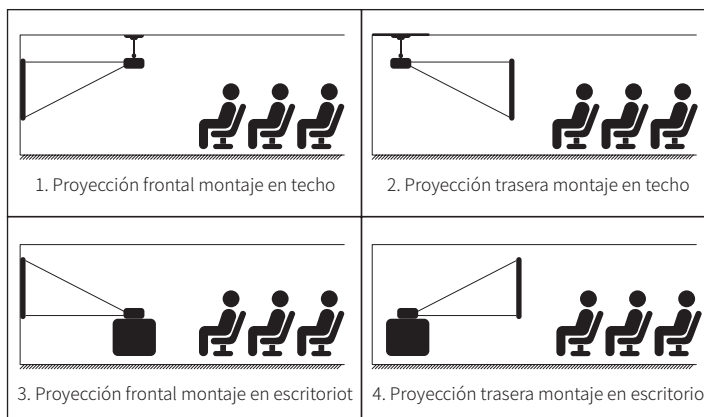 1. Proyección frontal montaje en techo
2. Proyección trasera montaje en techo
3. Proyección frontal montaje en escritoriot
4. Proyección trasera montaje en escritorio